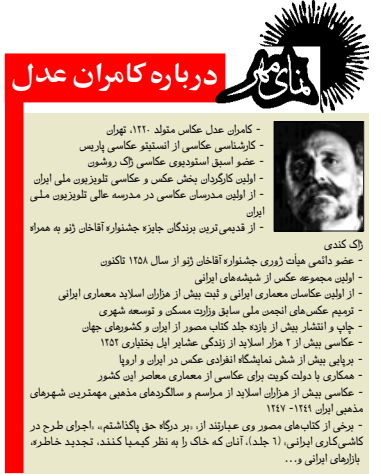 نمای مهر
درباره کامران عدل
- کامران عدل عکاس متولد ۱۲۲۰، تهران
- کارشناسی عکاسی از انستیتو عکاسی پاریس
- عضو اسبق استودیوی عکاسی ژاک روشون
- اولین کارگردان بخش عکس و عکاسی تلویزیون ملی ایران
- از اولین مدرسان عکاسی در مدرسه عالی تلویزیون ملی
ایران
- از قدیمی‌ترین برندگان جایزه جشنواره آقاخان ژنو به همراه
ژاک کندی
- عضو دائمی هیأت ژوری جشنواره آقاخان ژنو از سال ۱۲۵۸ تاکنون
- اولین مجموعه عکس از شیشه‌های ایرانی
- از اولین عکاسان معماری ایرانی و ثبت بیش از هزاران اسلاید معماری ایرانی
- ترمیم عکس‌های انجمن ملی سابق وزارت مسکن و توسعه شهری
- چاپ و انتشار بیش از یازده جلد کتاب مصور از ایران و کشورهای جهان
- عکاسی بیش از ۲ هزار اسلاید از زندگی عشایر ایل بختیاری ۱۲۵۲
- برپایی بیش از شش نمایشگاه انفرادی عکس در ایران و اروپا
- همکاری با دولت کویت برای عکاسی از معماری معاصر این کشور
- عکاسی بیش از هزاران اسلاید از مراسم و سالگردهای مذهبی مهمترین شهرهای
مذهبی ایران ۱۲۴۹- ۱۲۴۷
- برخی از کتاب‌های مصور وی عبارتند از، «بر درگاه حق پاگذاشتم»، «اجرای طرح در
کاشی‌کاری ایرانی، (۶ جلد)، آنان که خاک را به نظر کیمیا کنند، تجدید خاطره،
بازارهای ایرانی و...